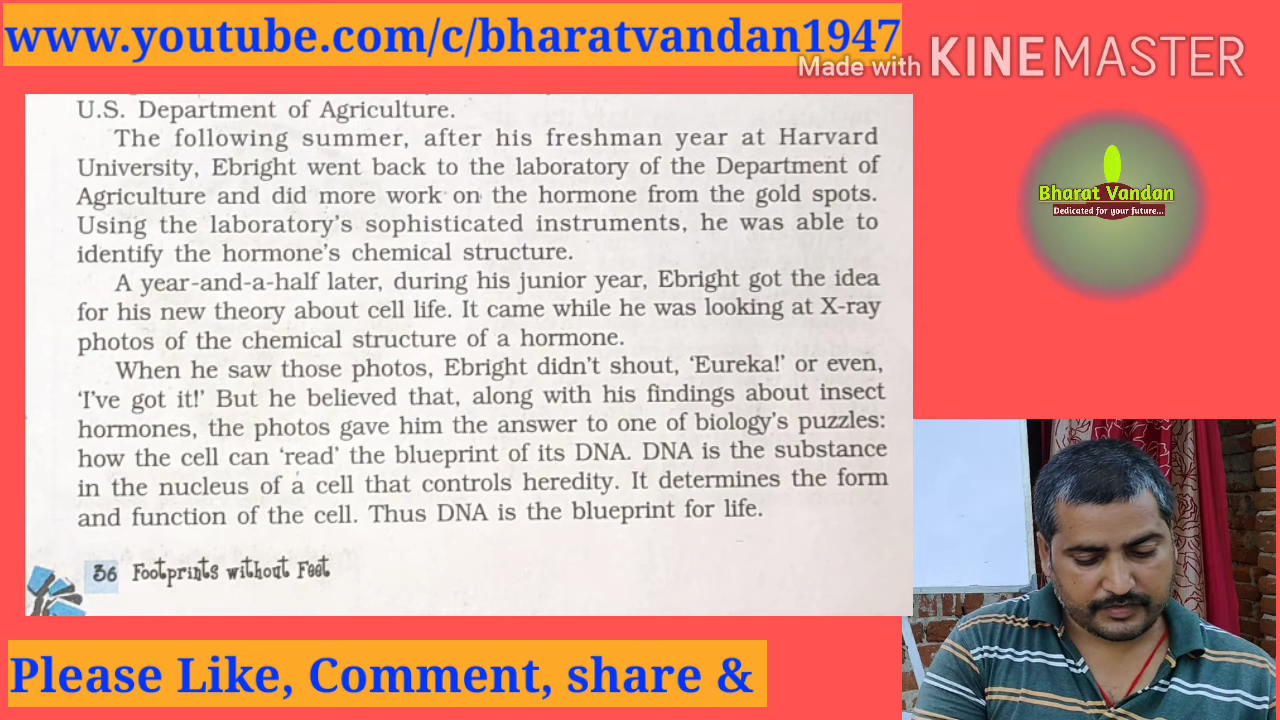 www.youtube.com/c/bharatvandan1947
Made with KINEMASTER
U.S. Department of Agriculture.
The following summer, after his freshman year at Harvard
University, Ebright went back to the laboratory of the Department of
Agriculture and did more work on the hormone from the gold spots.
Using the laboratory's sophisticated instruments, he was able to
identify the hormone's chemical structure.
A year-and-a-half later, during his junior year, Ebright got the idea
for his new theory about cell life. It came while he was looking at X-ray
photos of the chemical structure of a hormone.
When he saw those photos, Ebright didn't shout, 'Eureka!' or even,
'I've got it!' But he believed that, along with his findings about insect
hormones, the photos gave him the answer to one of biology's puzzles:
how the cell can 'read' the blueprint of its DNA. DNA is the substance
in the nucleus of a cell that controls heredity. It determines the form
and function of the cell. Thus DNA is the blueprint for life.
36 Footprints without Feet
Bharat Vandan
Dedicated for your future...
Please Like, Comment, share &